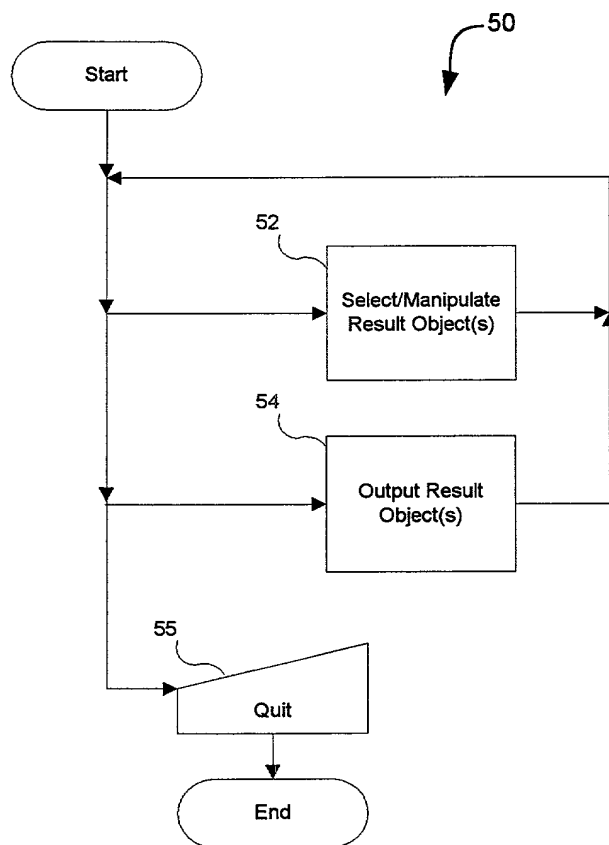 50
Start
52
Select/Manipulate
Result Object(s)
54
Output Result
Object(s)
55
Quit
End